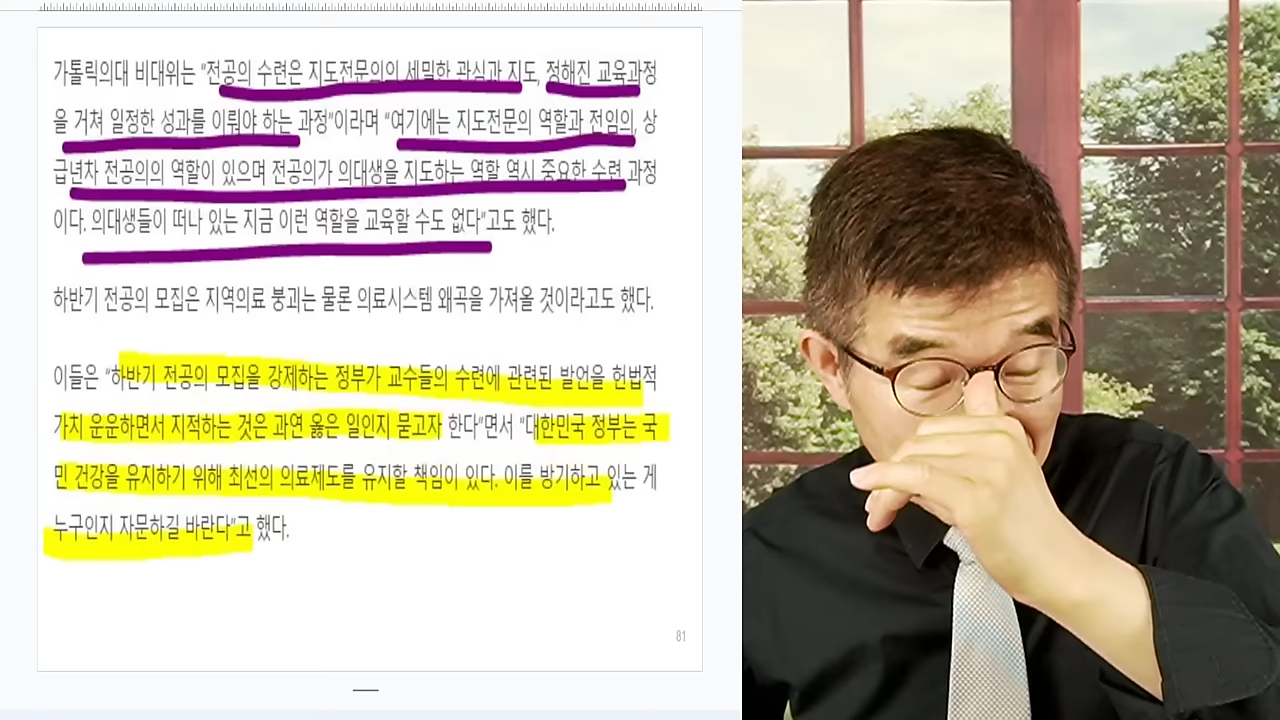 가톨릭의대 비대위는 “전공의 수련은 지도전문의의 세밀한 관심과 지도, 정해진 교육과정
을 거쳐 일정한 성과를 이뤄야 하는 과정”이라며 “여기에는 지도전문의 역할과 전임의, 상
급년차 전공의의 역할이 있으며 전공의가 의대생을 지도하는 역할 역시 중요한 수련 과정
이다. 의대생들이 떠나 있는 지금 이런 역할을 교육할 수도 없다”고도 했다.
하반기 전공의 모집은 지역의료 붕괴는 물론 의료시스템 왜곡을 가져올 것이라고도 했다.
이들은 “하반기 전공의 모집을 강제하는 정부가 교수들의 수련에 관련된 발언을 헌법적
가치 운운하면서 지적하는 것은 과연 옳은 일인지 묻고자 한다”면서 “대한민국 정부는 국
민 건강을 유지하기 위해 최선의 의료제도를 유지할 책임이 있다. 이를 방기하고 있는 게
누구인지 자문하길 바란다”고 했다.
81